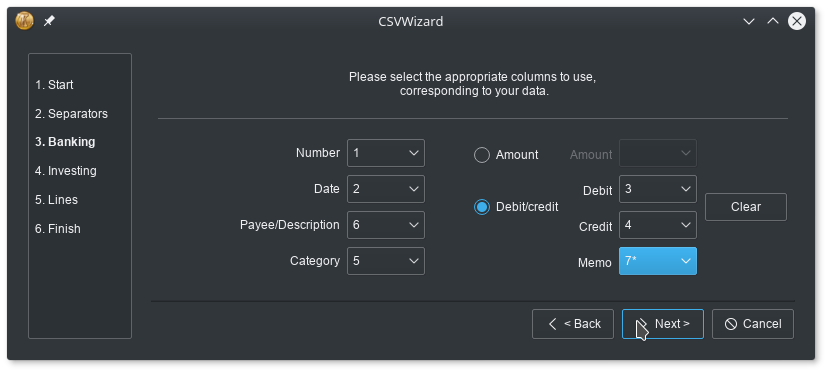 CSVWizard
1. Start
2. Separators
3. Banking
4. Investing
5. Lines
6. Finish
Please select the appropriate columns to use,
corresponding to your data.
Number 1
Date 2
Payee/Description 6
Category 5
Amount
Debit/credit
Amount
Debit 3
Credit 4
Memo 7*
Clear
< Back
Next >
Cancel